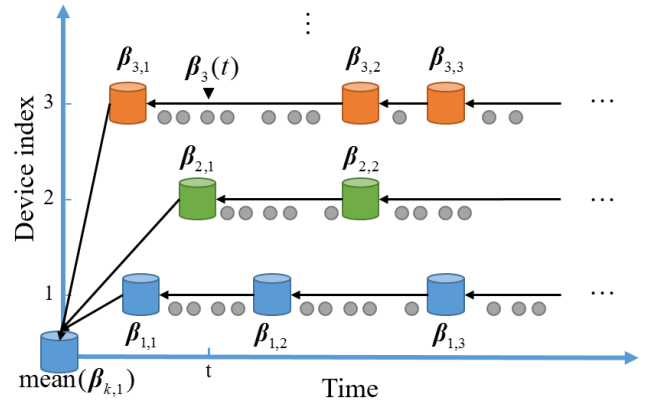 ⋮
β3,1 β3(t) β3,2 β3,3
3 ⋯
β2,1 β2,2
2 ⋯
Device index
1 ⋯
β1,1 β1,2 β1,3
mean(βk,1) t Time